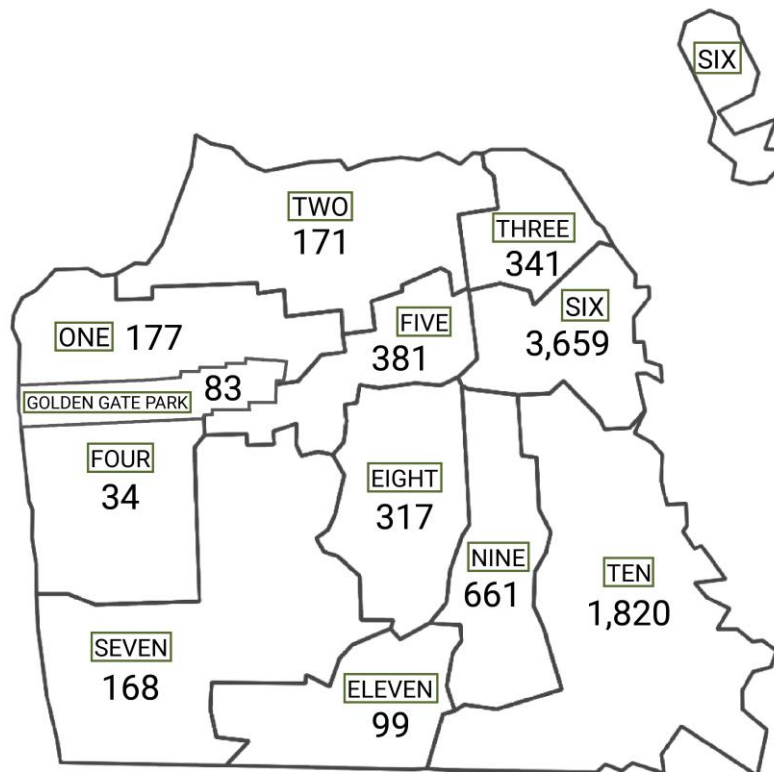 SIX
TWO
171
THREE
341
SIX
3,659
FIVE
381
ONE 177
83
GOLDEN GATE PARK
FOUR
34
EIGHT
317
NINE
661
TEN
1,820
SEVEN
168
ELEVEN
99